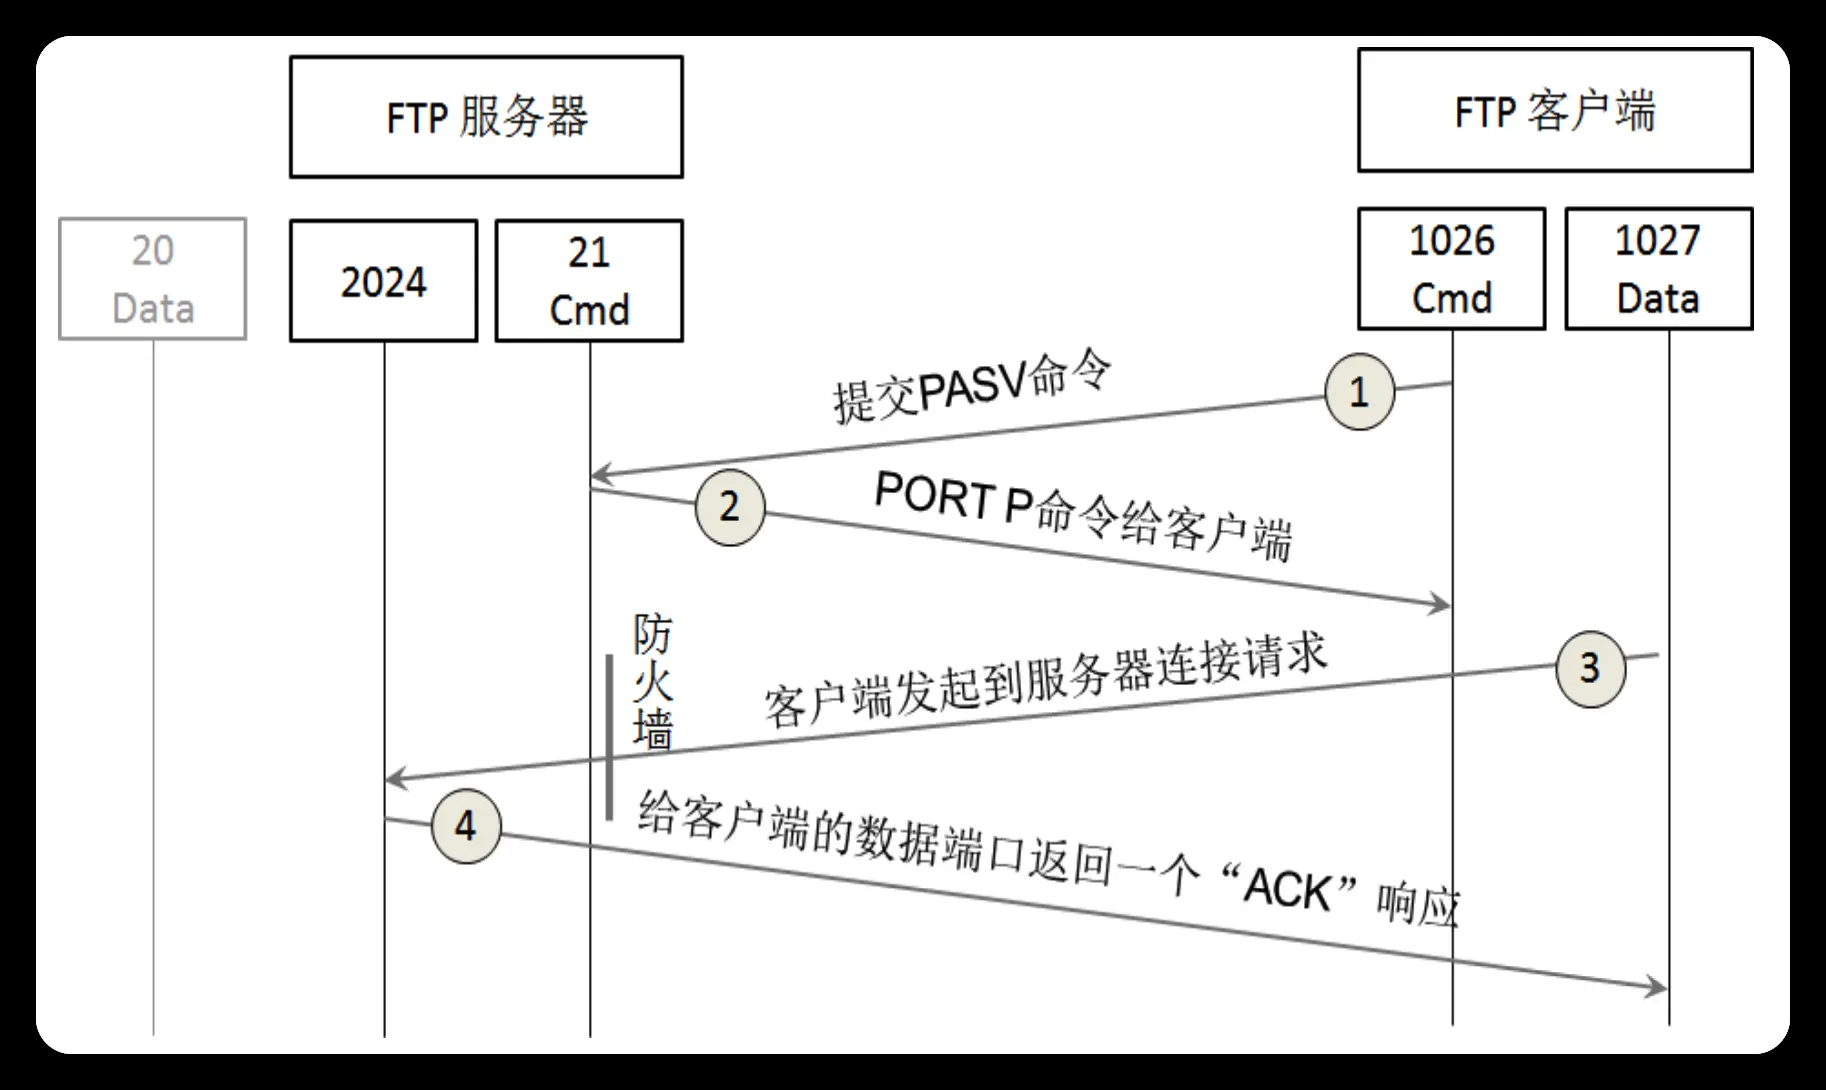 FTP 服务器
FTP 客户端
20
Data
2024
21
Cmd
1026
Cmd
1027
Data
1
提交PASV命令
2
PORT P命令给客户端
防火墙
3
客户端发起到服务器连接请求
4
给客户端的数据端口返回一个“ACK”响应